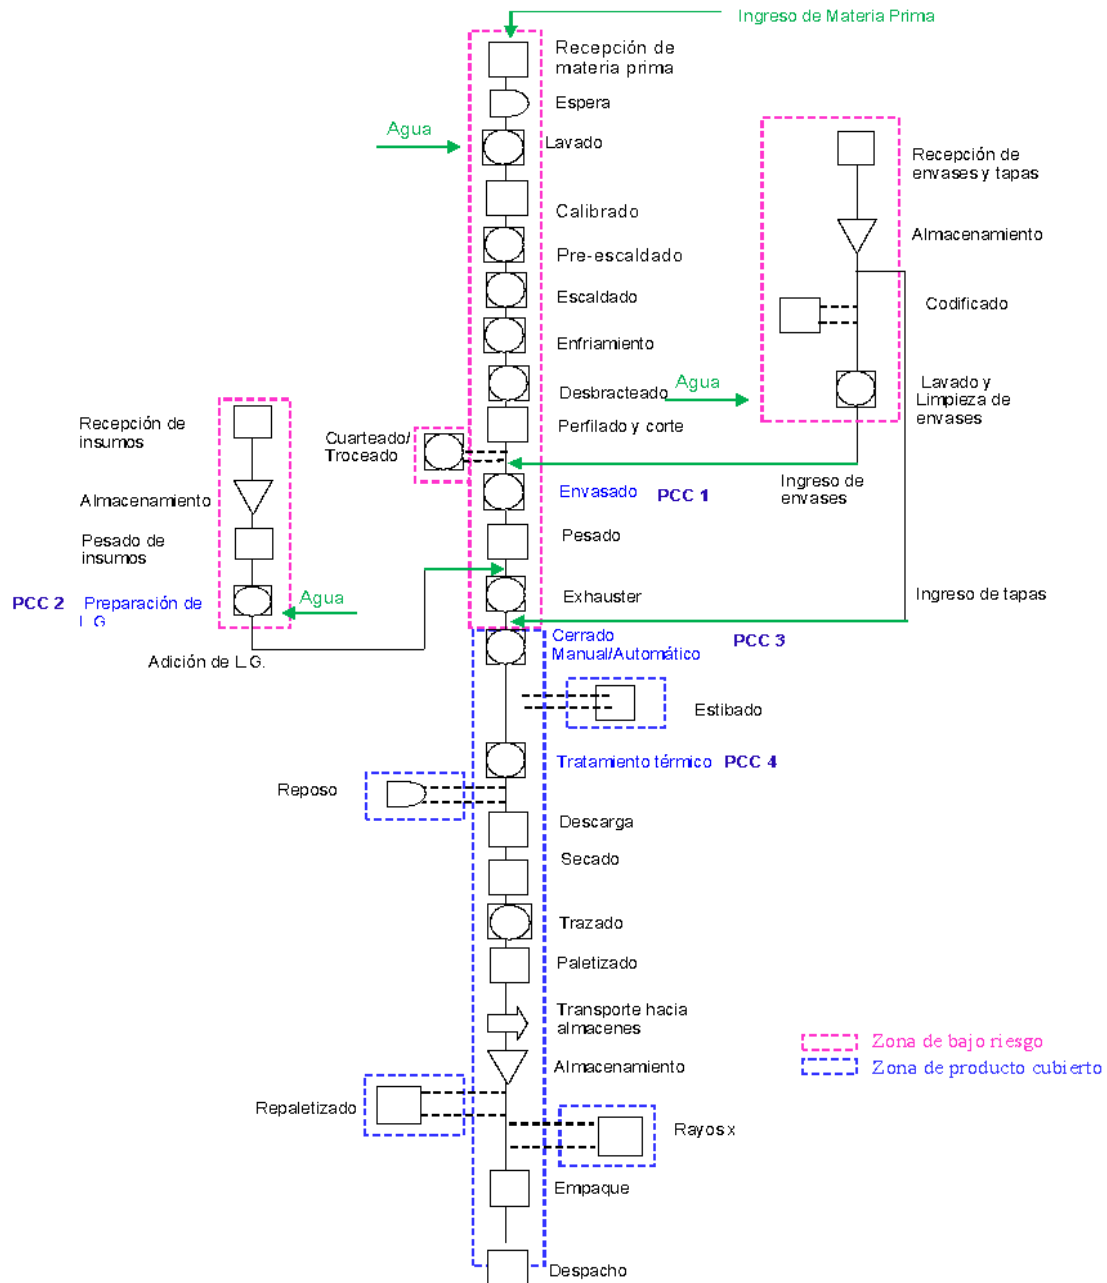 Ingreso de Materia Prima
Recepción de
materia prima
Espera
Agua
Lavado
Calibrado
Pre-escaldado
Escaldado
Enfriamiento
Desbracteado
Perfilado y corte
Cuarteado/
Troceado
Recepción de
envases y tapas
Almacenamiento
Codificado
Agua
Lavado y
Limpieza de
envases
Ingreso de
envases
Ingreso de tapas
Recepción de
insumos
Almacenamiento
Pesado de
insumos
PCC 2 Preparación de
L.G.
Agua
Adición de L.G.
Envasado PCC 1
Pesado
Exhauster
Cerrado
Manual/Automático
PCC 3
Estibado
Tratamiento térmico PCC 4
Reposo
Descarga
Secado
Trazado
Paletizado
Transporte hacia
almacenes
Almacenamiento
Repaletizado
Rayos x
Empaque
Despacho
Zona de bajo riesgo
Zona de producto cubierto